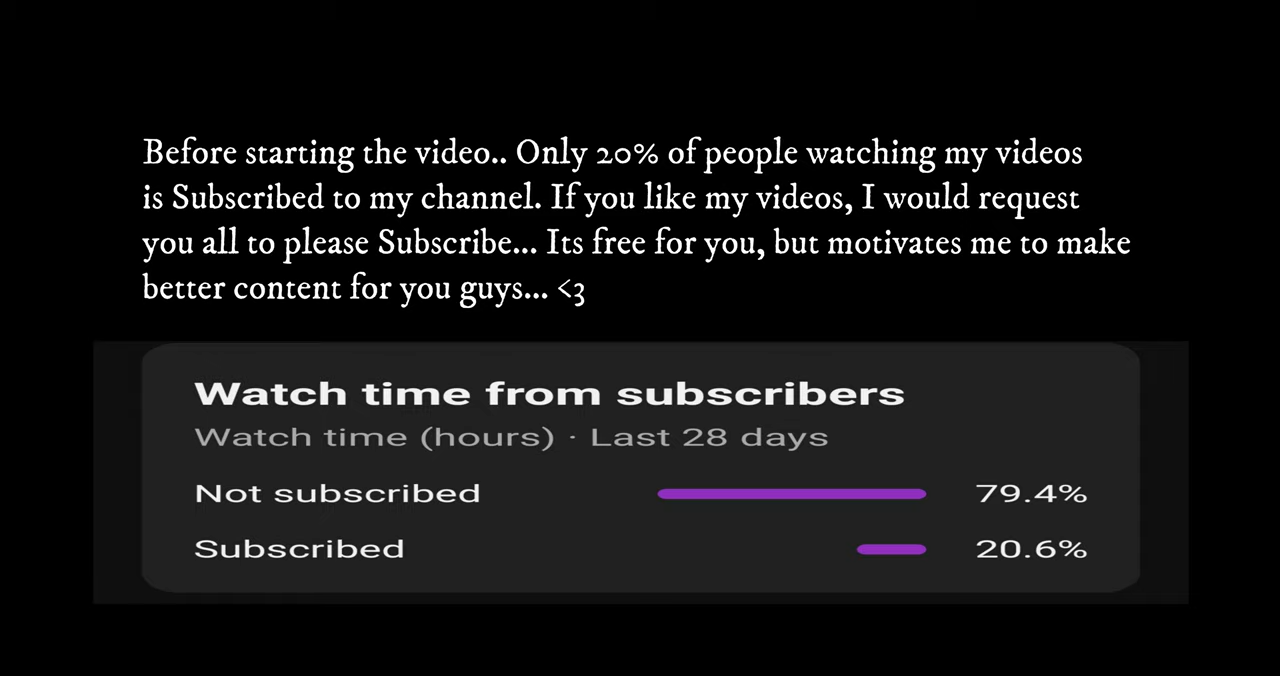 Before starting the video.. Only 20% of people watching my videos
is Subscribed to my channel. If you like my videos, I would request
you all to please Subscribe... Its free for you, but motivates me to make
better content for you guys... <3
Watch time from subscribers
Watch time (hours) · Last 28 days
Not subscribed 79.4%
Subscribed 20.6%